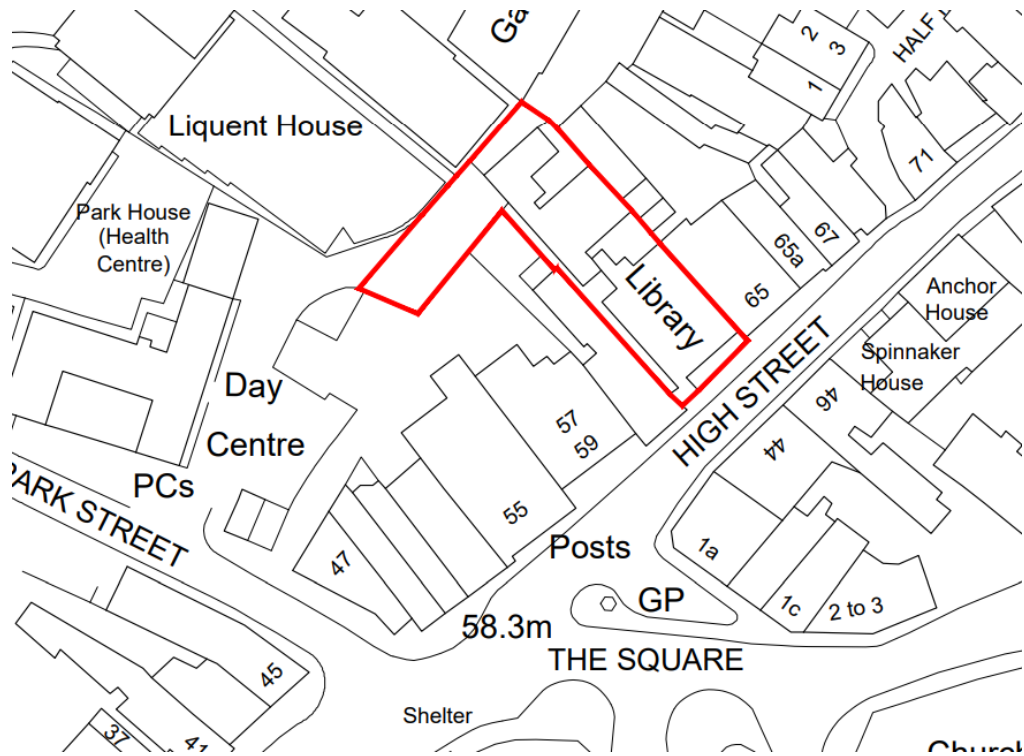 Ga
2
3
1
HALF
Liquent House
71
Park House
(Health
Centre)
67
65a
65
Library
Anchor
House
HIGH STREET
Spinnaker
House
46
44
Day
Centre
57
59
PCs
PARK STREET
55
Posts
47
1a
1c
2 to 3
GP
58.3m
THE SQUARE
45
Shelter
37
41
Church